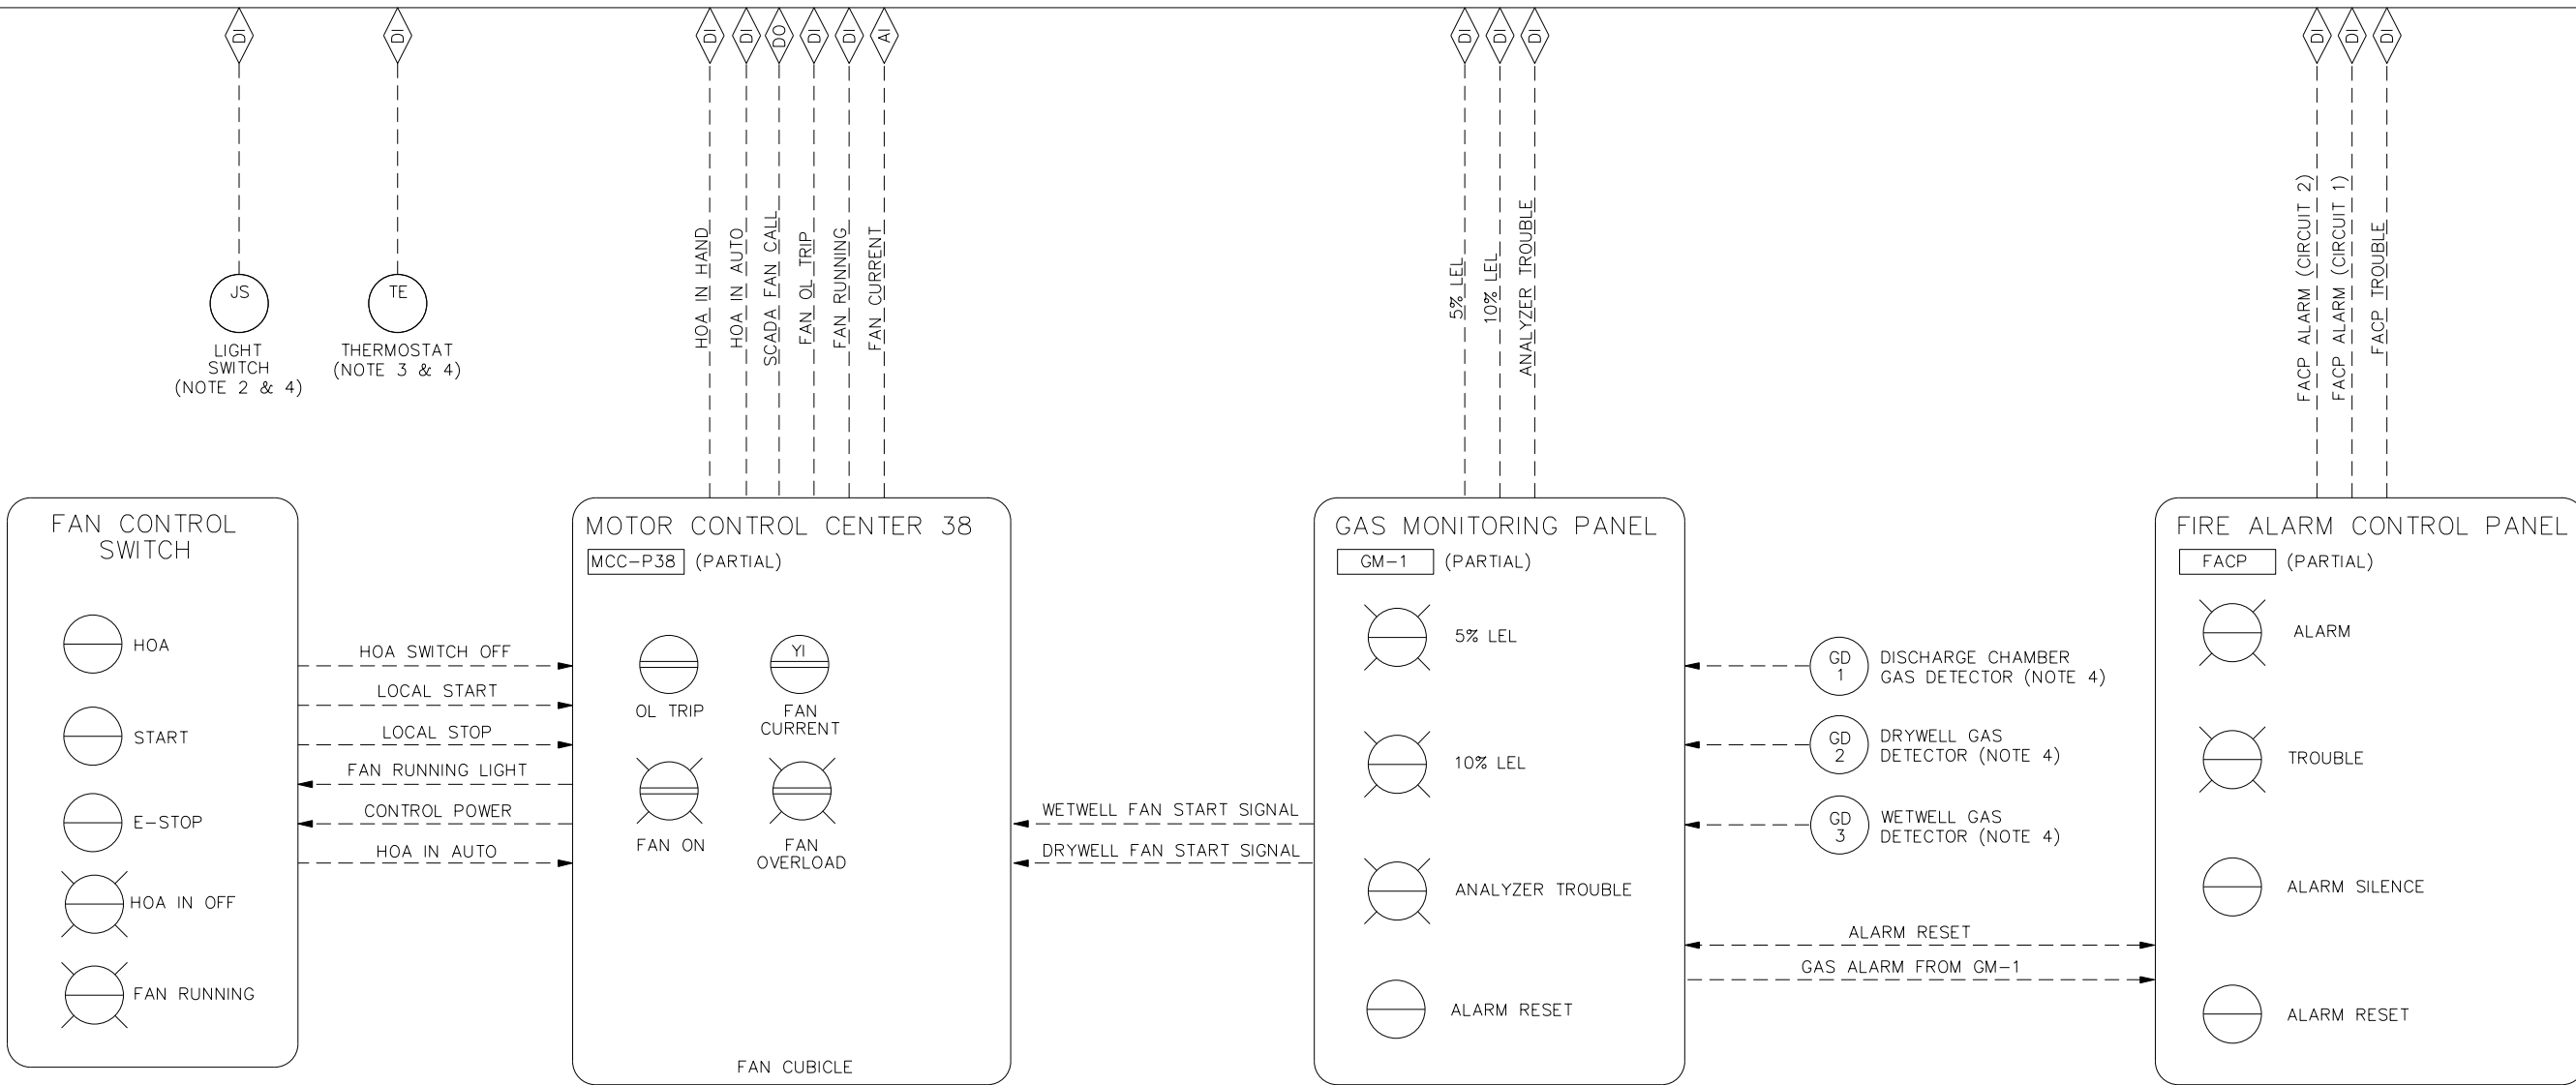 DI
DI
DI
DI
DO
DI
DI
AI
DI
DI
DI
DI
DI
DI
JS
LIGHT
SWITCH
(NOTE 2 & 4)
TE
THERMOSTAT
(NOTE 3 & 4)
HOA IN HAND
HOA IN AUTO
SCADA FAN CALL
FAN OL TRIP
FAN RUNNING
FAN CURRENT
5% LEL
10% LEL
ANALYZER TROUBLE
FACP ALARM (CIRCUIT 2)
FACP ALARM (CIRCUIT 1)
FACP TROUBLE
FAN CONTROL
SWITCH
HOA
START
E-STOP
HOA IN OFF
FAN RUNNING
HOA SWITCH OFF
LOCAL START
LOCAL STOP
FAN RUNNING LIGHT
CONTROL POWER
HOA IN AUTO
MOTOR CONTROL CENTER 38
MCC-P38 (PARTIAL)
OL TRIP
YI
FAN
CURRENT
FAN ON
FAN
OVERLOAD
FAN CUBICLE
WETWELL FAN START SIGNAL
DRYWELL FAN START SIGNAL
GAS MONITORING PANEL
GM-1 (PARTIAL)
5% LEL
10% LEL
ANALYZER TROUBLE
ALARM RESET
GD
1
DISCHARGE CHAMBER
GAS DETECTOR (NOTE 4)
GD
2
DRYWELL GAS
DETECTOR (NOTE 4)
GD
3
WETWELL GAS
DETECTOR (NOTE 4)
ALARM RESET
GAS ALARM FROM GM-1
FIRE ALARM CONTROL PANEL
FACP (PARTIAL)
ALARM
TROUBLE
ALARM SILENCE
ALARM RESET